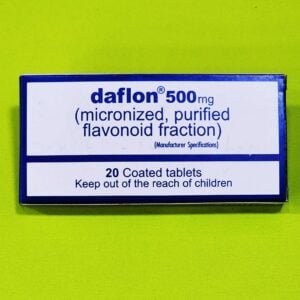 daflon® 500mg
(micronized, purified
flavonoid fraction)
(Manufacturer Specifications)
20 Coated tablets
Keep out of the reach of children